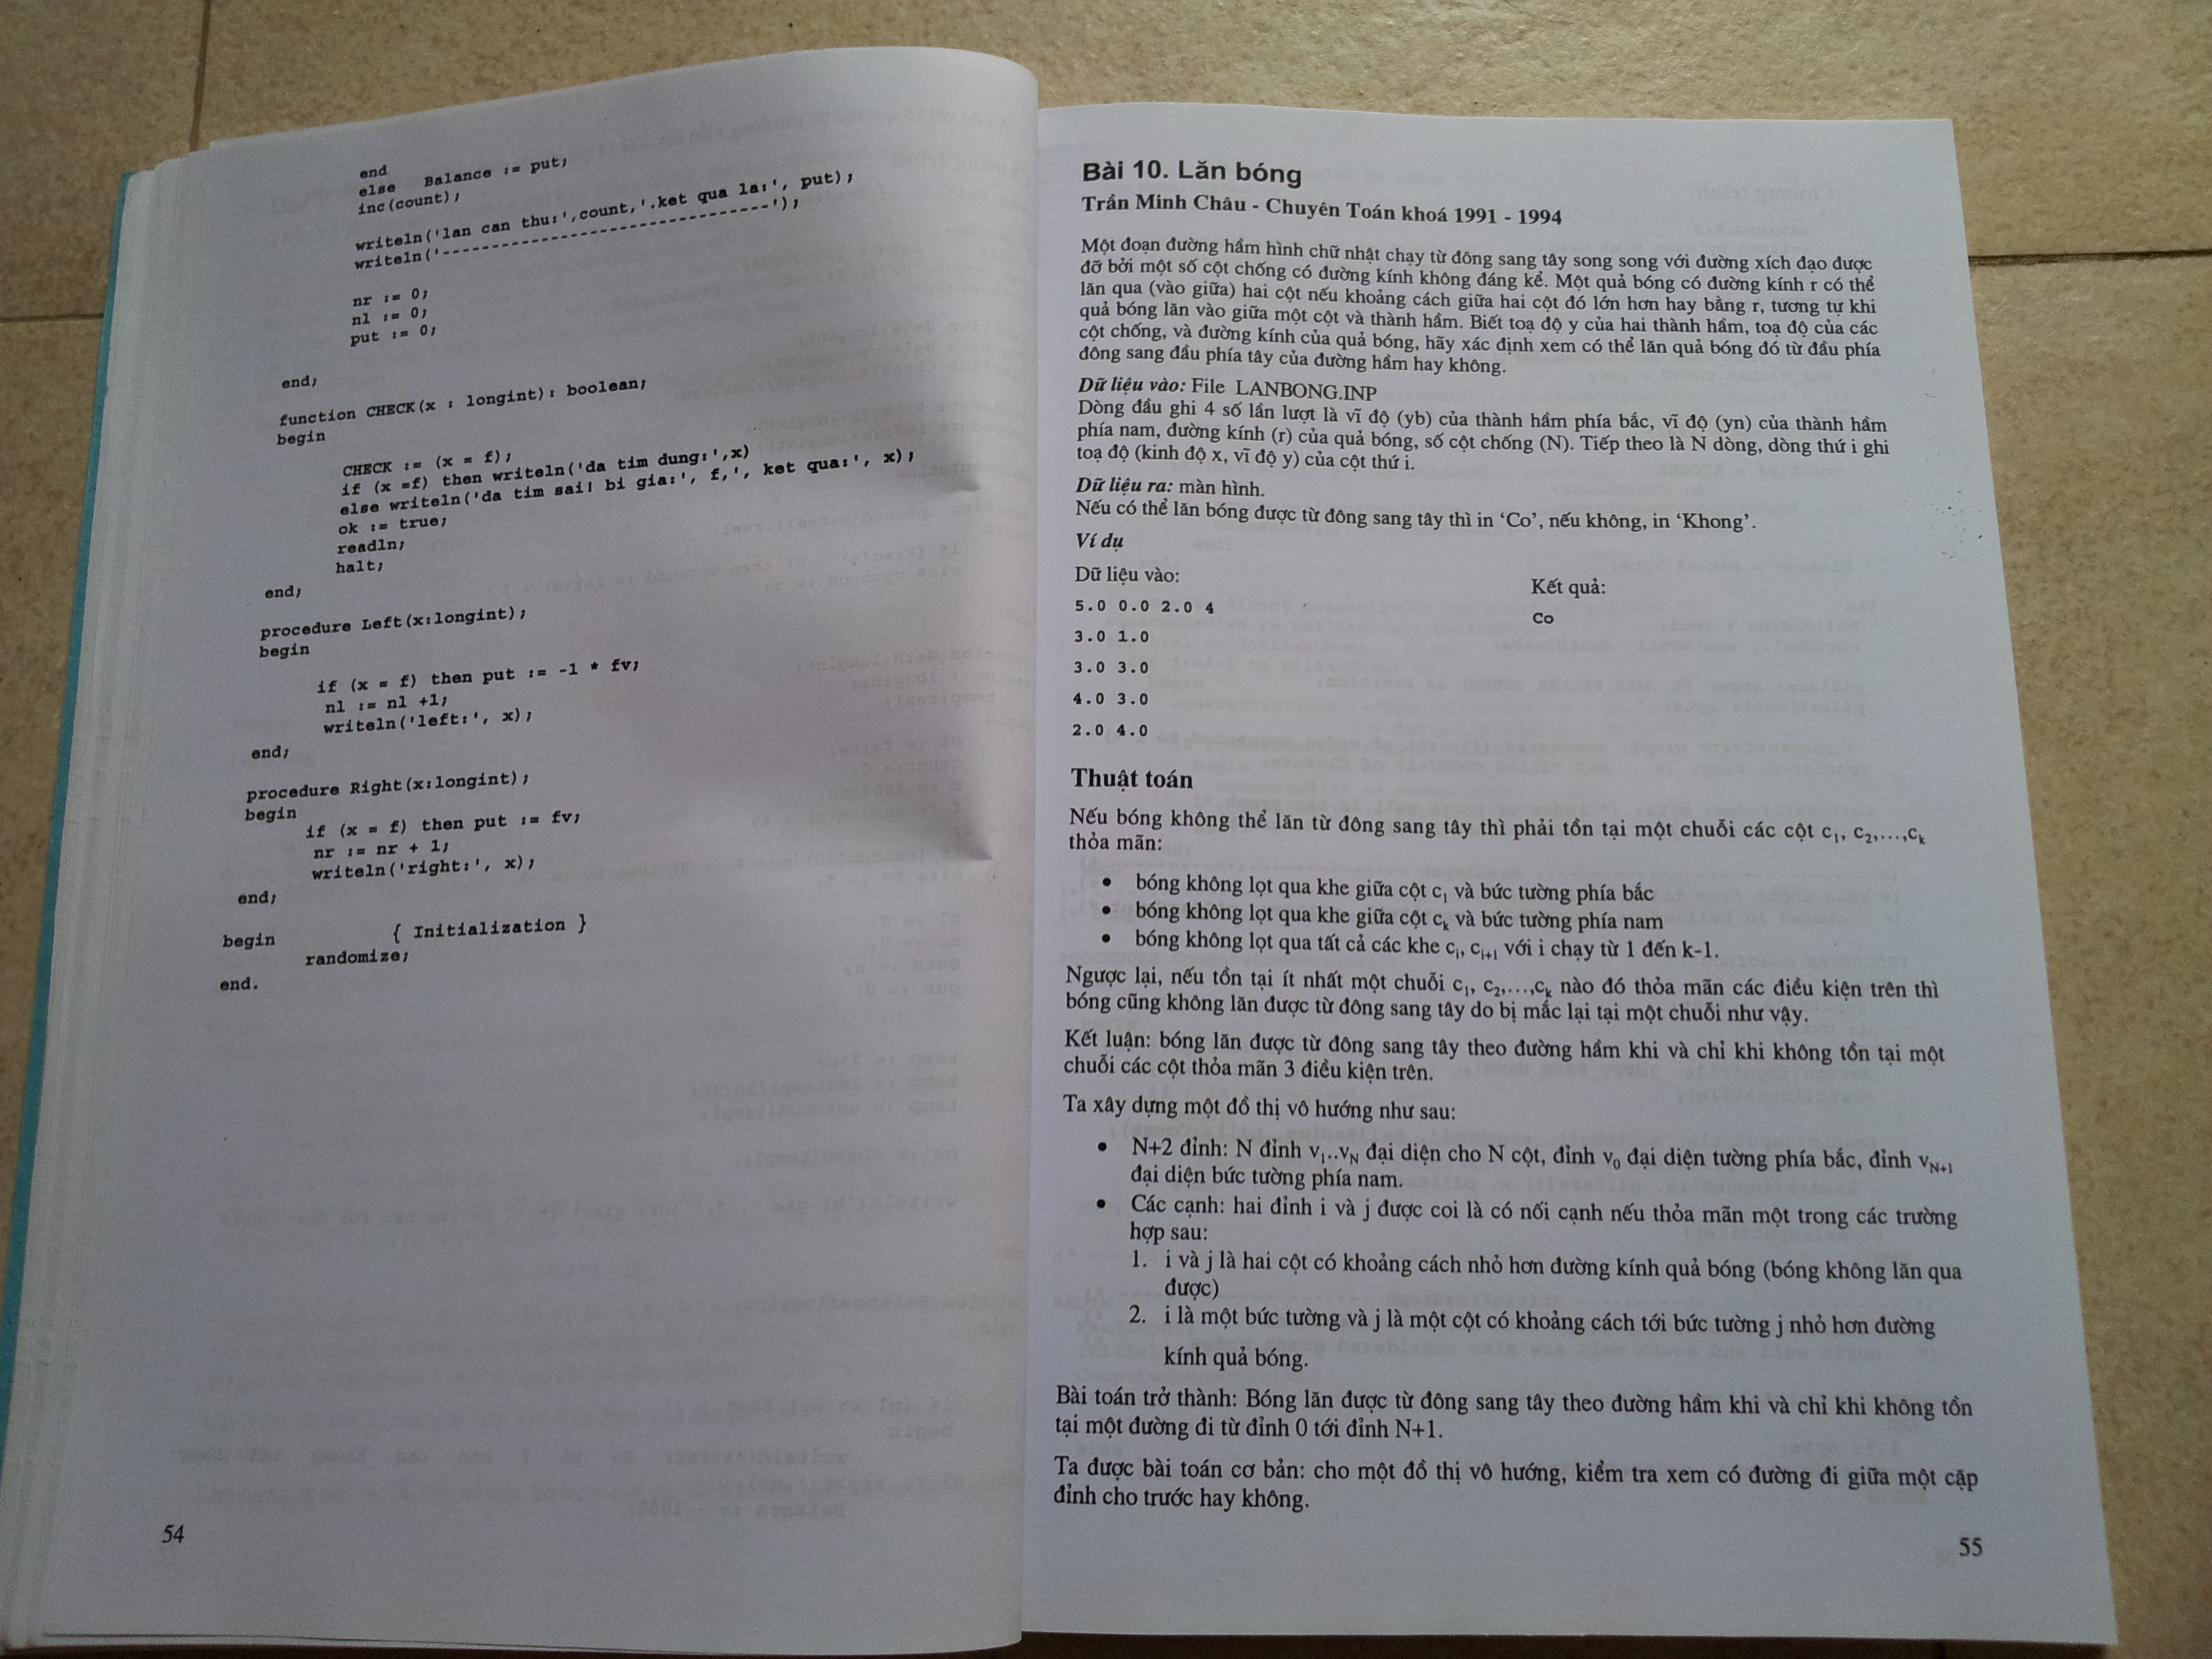 end
else   Balance := put;
inc(count);
writeln('lan can thu:',count,'.ket qua la:', put);
writeln('---------------------------------------');
nr := 0;
nl := 0;
put := 0;
end;
function CHECK(x : longint): boolean;
begin
CHECK := (x = f);
if (x =f) then writeln('da tim dung:',x)
else writeln('da tim sai! bi gia:', f,', ket qua:', x);
ok := true;
readln;
halt;
end;
procedure Left(x:longint);
begin
if (x = f) then put := -1 * fv;
nl := nl +1;
writeln('left:', x);
end;
procedure Right(x:longint);
begin
if (x = f) then put := fv;
nr := nr + 1;
writeln('right:', x);
end;
begin     { Initialization }
randomize;
end.
54
Bài 10. Lăn bóng
Trần Minh Châu - Chuyên Toán khoá 1991 - 1994
Một đoạn đường hầm hình chữ nhật chạy từ đông sang tây song song với đường xích đạo được
đỡ bởi một số cột chống có đường kính không đáng kể. Một quả bóng có đường kính r có thể
lăn qua (vào giữa) hai cột nếu khoảng cách giữa hai cột đó lớn hơn hay bằng r, tương tự khi
quả bóng lăn vào giữa một cột và thành hầm. Biết toạ độ y của hai thành hầm, toạ độ của các
cột chống, và đường kính của quả bóng, hãy xác định xem có thể lăn quả bóng đó từ đầu phía
đông sang đầu phía tây của đường hầm hay không.
Dữ liệu vào: File LANBONG.INP
Dòng đầu ghi 4 số lần lượt là vĩ độ (yb) của thành hầm phía bắc, vĩ độ (yn) của thành hầm
phía nam, đường kính (r) của quả bóng, số cột chống (N). Tiếp theo là N dòng, dòng thứ i ghi
toạ độ (kinh độ x, vĩ độ y) của cột thứ i.
Dữ liệu ra: màn hình.
Nếu có thể lăn bóng được từ đông sang tây thì in 'Co', nếu không, in 'Khong'.
Ví dụ
Dữ liệu vào:     Kết quả:
5.0 0.0 2.0 4     Co
3.0 1.0
3.0 3.0
4.0 3.0
2.0 4.0
Thuật toán
Nếu bóng không thể lăn từ đông sang tây thì phải tồn tại một chuỗi các cột c1, c2,...,ck
thỏa mãn:
• bóng không lọt qua khe giữa cột c1 và bức tường phía bắc
• bóng không lọt qua khe giữa cột ck và bức tường phía nam
• bóng không lọt qua tất cả các khe ci, ci+1 với i chạy từ 1 đến k-1.
Ngược lại, nếu tồn tại ít nhất một chuỗi c1, c2,...,ck nào đó thỏa mãn các điều kiện trên thì
bóng cũng không lăn được từ đông sang tây do bị mắc lại tại một chuỗi như vậy.
Kết luận: bóng lăn được từ đông sang tây theo đường hầm khi và chỉ khi không tồn tại một
chuỗi các cột thỏa mãn 3 điều kiện trên.
Ta xây dựng một đồ thị vô hướng như sau:
• N+2 đỉnh: N đỉnh v1..vN đại diện cho N cột, đỉnh v0 đại diện tường phía bắc, đỉnh vN+1
đại diện bức tường phía nam.
• Các cạnh: hai đỉnh i và j được coi là có nối cạnh nếu thỏa mãn một trong các trường
hợp sau:
1. i và j là hai cột có khoảng cách nhỏ hơn đường kính quả bóng (bóng không lăn qua
được)
2. i là một bức tường và j là một cột có khoảng cách tới bức tường j nhỏ hơn đường
kính quả bóng.
Bài toán trở thành: Bóng lăn được từ đông sang tây theo đường hầm khi và chỉ khi không tồn
tại một đường đi từ đỉnh 0 tới đỉnh N+1.
Ta được bài toán cơ bản: cho một đồ thị vô hướng, kiểm tra xem có đường đi giữa một cặp
đỉnh cho trước hay không.
55